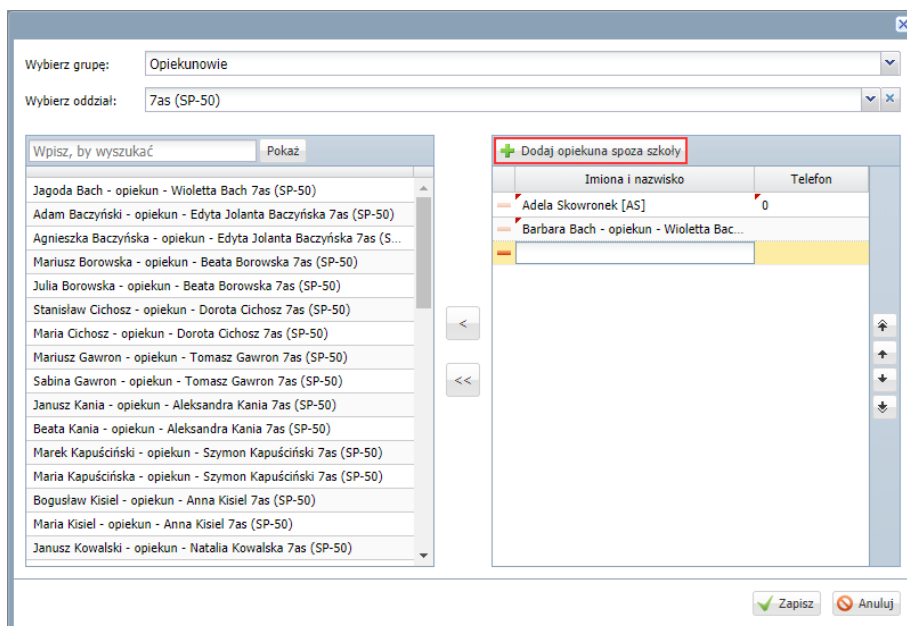 Wybierz grupę: Opiekunowie
Wybierz oddział: 7as (SP-50)
Wpisz, by wyszukać Pokaż
Jagoda Bach - opiekun - Wioletta Bach 7as (SP-50)
Adam Baczyński - opiekun - Edyta Jolanta Baczyńska 7as (SP-50)
Agnieszka Baczyńska - opiekun - Edyta Jolanta Baczyńska 7as (S...
Mariusz Borowska - opiekun - Beata Borowska 7as (SP-50)
Julia Borowska - opiekun - Beata Borowska 7as (SP-50)
Stanisław Cichosz - opiekun - Dorota Cichosz 7as (SP-50)
Maria Cichosz - opiekun - Dorota Cichosz 7as (SP-50)
Mariusz Gawron - opiekun - Tomasz Gawron 7as (SP-50)
Sabina Gawron - opiekun - Tomasz Gawron 7as (SP-50)
Janusz Kania - opiekun - Aleksandra Kania 7as (SP-50)
Beata Kania - opiekun - Aleksandra Kania 7as (SP-50)
Marek Kapuściński - opiekun - Szymon Kapuściński 7as (SP-50)
Maria Kapuścińska - opiekun - Szymon Kapuściński 7as (SP-50)
Bogusław Kisiel - opiekun - Anna Kisiel 7as (SP-50)
Maria Kisiel - opiekun - Anna Kisiel 7as (SP-50)
Janusz Kowalski - opiekun - Natalia Kowalska 7as (SP-50)
<
<<
Dodaj opiekuna spoza szkoły
Imiona i nazwisko Telefon
Adela Skowronek [AS] 0
Barbara Bach - opiekun - Wioletta Bac...
Zapisz Anuluj